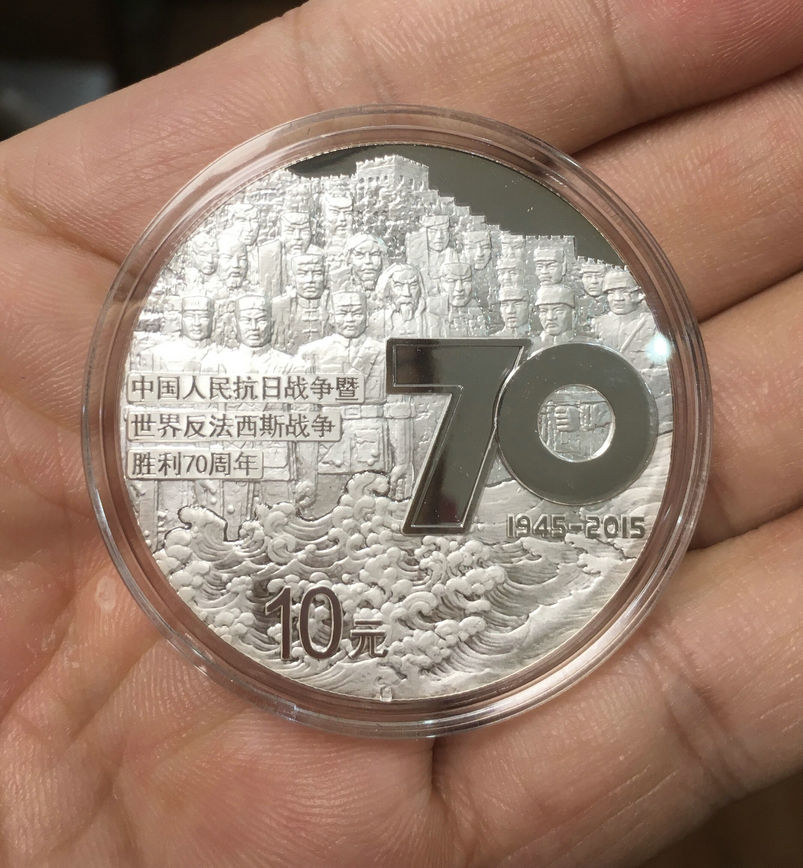 中国人民抗日战争暨
世界反法西斯战争
胜利70周年
70
1945-2015
10元